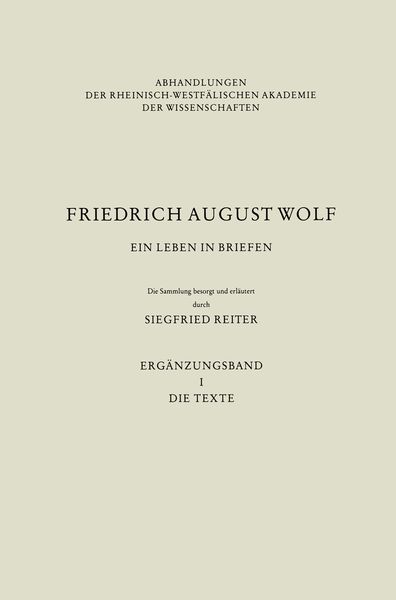 ABHANDLUNGEN
DER RHEINISCH-WESTFÄLISCHEN AKADEMIE
DER WISSENSCHAFTEN
FRIEDRICH AUGUST WOLF
EIN LEBEN IN BRIEFEN
Die Sammlung besorgt und erläutert
durch
SIEGFRIED REITER
ERGÄNZUNGSBAND
I
DIE TEXTE